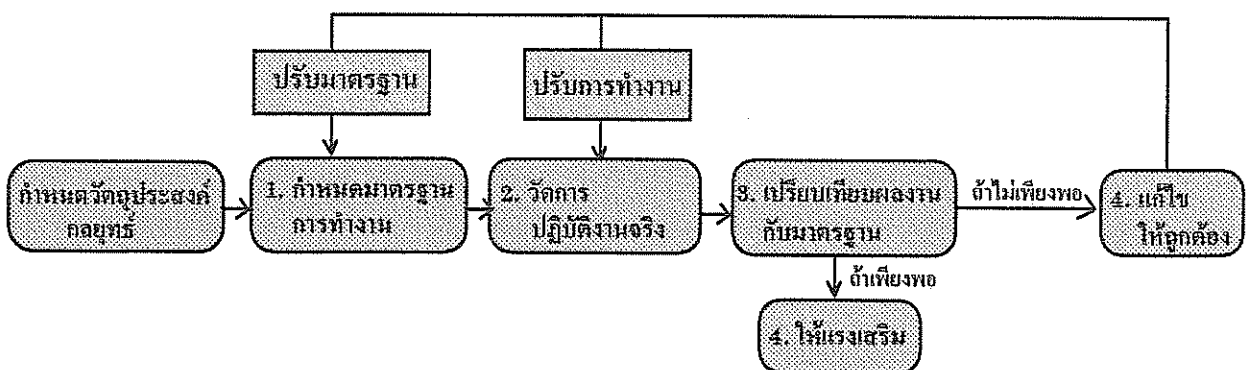 ปรับมาตรฐาน
ปรับการทำงาน
กำหนดวัตถุประสงค์
กลยุทธ์
1. กำหนดมาตรฐาน
การทำงาน
2. วัดการ
ปฏิบัติงานจริง
3. เปรียบเทียบผลงาน
กับมาตรฐาน
ถ้าไม่เพียงพอ
4. แก้ไข
ให้ถูกต้อง
ถ้าเพียงพอ
4. ให้แรงเสริม